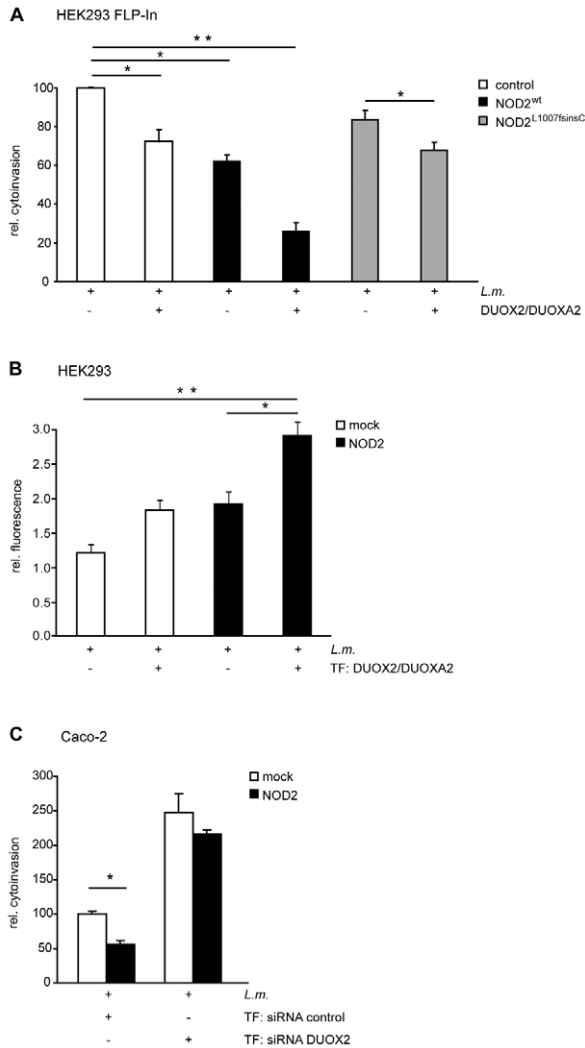 A HEK293 FLP-In
* *
*
* *
100
80
60
40
20
0
rel. cytoinvasion
control
NOD2wt
NOD2L1007fsinsC
+ + + + + + L.m.
- + - + - + DUOX2/DUOXA2
B HEK293
* *
*
3.0
2.5
2.0
1.5
1.0
0.5
0.0
rel. fluorescence
mock
NOD2
+ + + + L.m.
- + - + TF: DUOX2/DUOXA2
C Caco-2
300
250
200
150
100
50
0
rel. cytoinvasion
*
mock
NOD2
+ + L.m.
+ - TF: siRNA control
- + TF: siRNA DUOX2